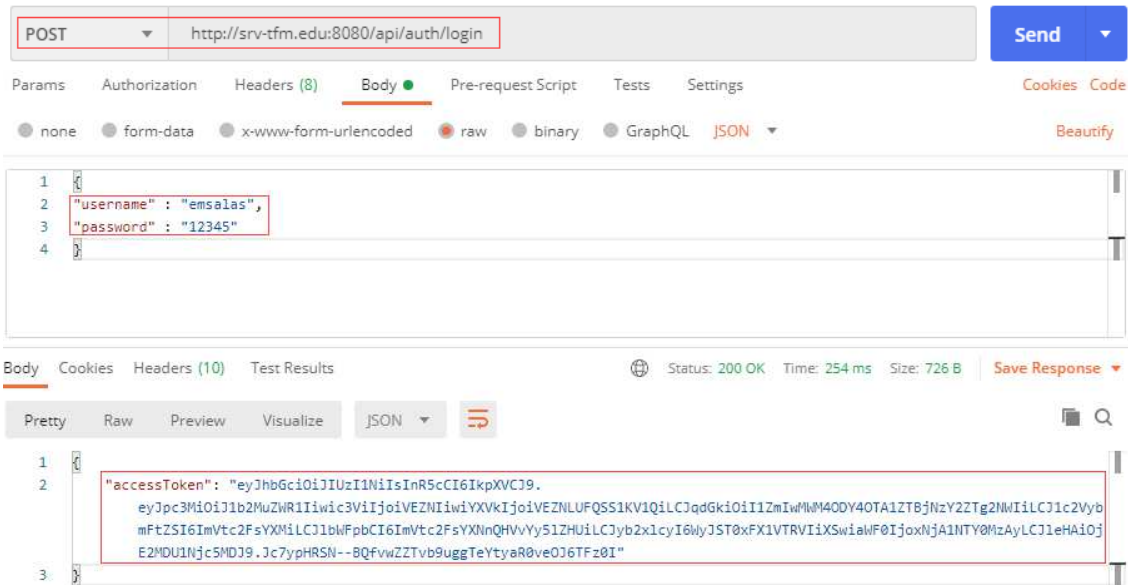 POST http://srv-tfm.edu:8080/api/auth/login Send
Params Authorization Headers (8) Body Pre-request Script Tests Settings Cookies Code
none form-data x-www-form-urlencoded raw binary GraphQL JSON Beautify
1 {
2 "username" : "emsalas",
3 "password" : "12345"
4 }
Body Cookies Headers (10) Test Results Status: 200 OK Time: 254 ms Size: 726 B Save Response
Pretty Raw Preview Visualize JSON
1 {
2 "accessToken": "eyJhbGciOiJIUzI1NiIsInR5cCI6IkpXVCJ9.
eyJpc3MiOiJ1b2MuZWR1Iiwic3ViIjoiVEZNIiwiYXVkIjoiVEZNLUFQSS1KV1QiLCJqdGkiOiI1ZmIwMWM4ODY4OTA1ZTBjNzY2ZTg2NWIiLCJ1c2Vyb
mFtZSI6ImVtc2FsYXMiLCJ1bWFpbCI6ImVtc2FsYXNnQHVvYy5lZHUiLCJyb2xlcyI6WyJST0xFX1VTRVIiXSwiaWF0IjoxNjA1NTY0MzAyLCJleHAiOj
E2MDU1Njc5MDJ9.Jc7ypHRSN--BQfvwZZTvb9uggTeYtyaR0veOJ6TFz0I"
3 }